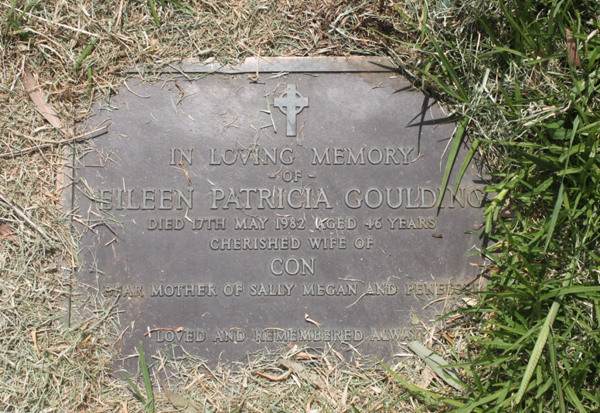 IN LOVING MEMORY
- OF -
EILEEN PATRICIA GOULDING
DIED 17TH MAY 1982 AGED 46 YEARS
CHERISHED WIFE OF
CON
DEAR MOTHER OF SALLY MEGAN AND
LOVED AND REMEMBERED ALWAYS